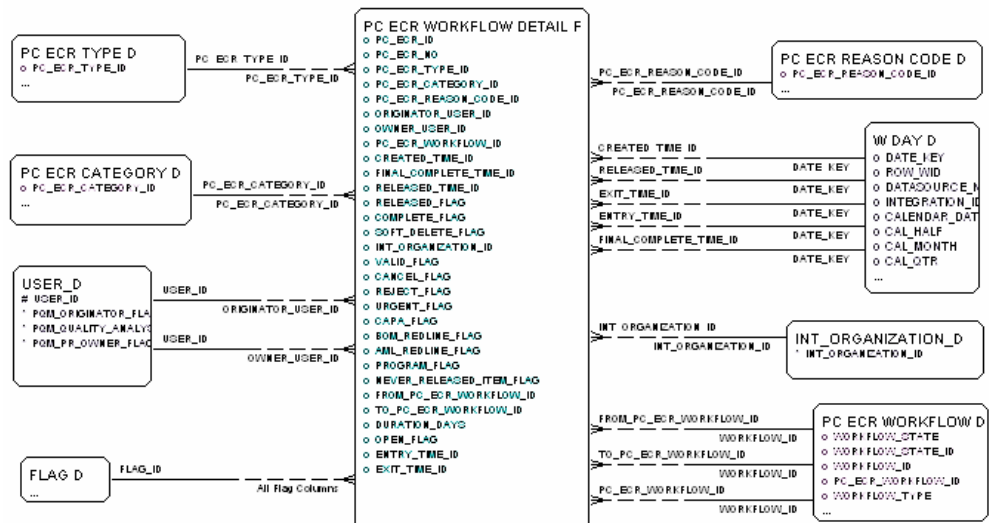 PC ECR TYPE D
o PC_ECR_TYPE_ID
...
PC ECR TYPE ID
PC_ECR_TYPE_ID
PC ECR CATEGORY D
o PC_ECR_CATEGORY_ID
...
PC_ECR_CATEGORY_ID
PC_ECR_CATEGORY_ID
USER_D
# USER_ID
* PQM_ORIGINATOR_FLA
* PQM_QUALITY_ANALYS
* PQM_PR_OWNER_FLAG
USER_ID
ORIGINATOR_USER_ID
USER_ID
OWNER_USER_ID
FLAG D
...
FLAG_ID
All Flag Columns
PC ECR WORKFLOW DETAIL F
o PC_ECR_ID
o PC_ECR_NO
o PC_ECR_TYPE_ID
o PC_ECR_CATEGORY_ID
o PC_ECR_REASON_CODE_ID
o ORIGINATOR_USER_ID
o OWNER_USER_ID
o PC_ECR_WORKFLOW_ID
o CREATED_TIME_ID
o FINAL_COMPLETE_TIME_ID
o RELEASED_TIME_ID
o RELEASED_FLAG
o COMPLETE_FLAG
o SOFT_DELETE_FLAG
o INT_ORGANIZATION_ID
o VALID_FLAG
o CANCEL_FLAG
o REJECT_FLAG
o URGENT_FLAG
o CAPA_FLAG
o BOM_REDLINE_FLAG
o AML_REDLINE_FLAG
o PROGRAM_FLAG
o NEVER_RELEASED_ITEM_FLAG
o FROM_PC_ECR_WORKFLOW_ID
o TO_PC_ECR_WORKFLOW_ID
o DURATION_DAYS
o OPEN_FLAG
o ENTRY_TIME_ID
o EXIT_TIME_ID
PC_ECR_REASON_CODE_ID
PC_ECR_REASON_CODE_ID
PC ECR REASON CODE D
o PC_ECR_REASON_CODE_ID
...
CREATED TIME ID
DATE_KEY
RELEASED_TIME_ID
DATE_KEY
EXIT_TIME_ID
DATE_KEY
ENTRY_TIME_ID
DATE_KEY
FINAL_COMPLETE_TIME_ID
DATE_KEY
W DAY D
o DATE_KEY
o ROW_WID
o DATASOURCE_N
o INTEGRATION_ID
o CALENDAR_DAT
o CAL_HALF
o CAL_MONTH
o CAL_QTR
...
INT ORGANIZATION ID
INT_ORGANIZATION_ID
INT_ORGANIZATION_D
* INT_ORGANIZATION_ID
FROM_PC_ECR_WORKFLOW_ID
WORKFLOW_ID
TO_PC_ECR_WORKFLOW_ID
WORKFLOW_ID
PC_ECR_WORKFLOW_ID
WORKFLOW_ID
PC ECR WORKFLOW D
o WORKFLOW_STATE
o WORKFLOW_STATE_ID
o WORKFLOW_ID
o PC_ECR_WORKFLOW_ID
o WORKFLOW_TYPE
...